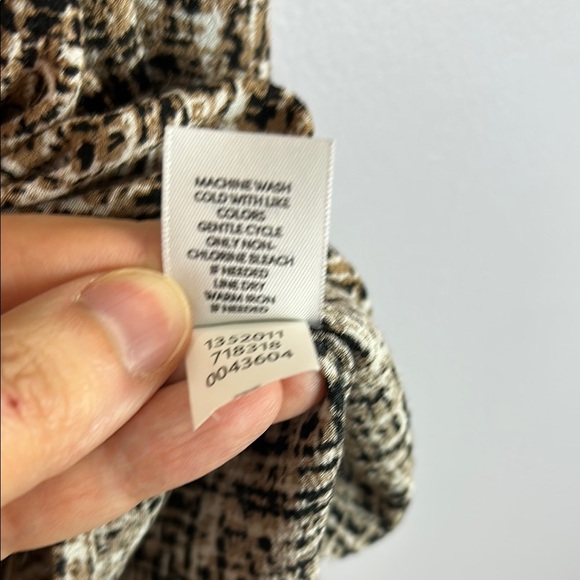 MACHINE WASH
COLD WITH LIKE
COLORS
GENTLE CYCLE
ONLY NON-
CHLORINE BLEACH
IF NEEDED
LINE DRY
WARM IRON
IF NEEDED
1352011
718318
0043604